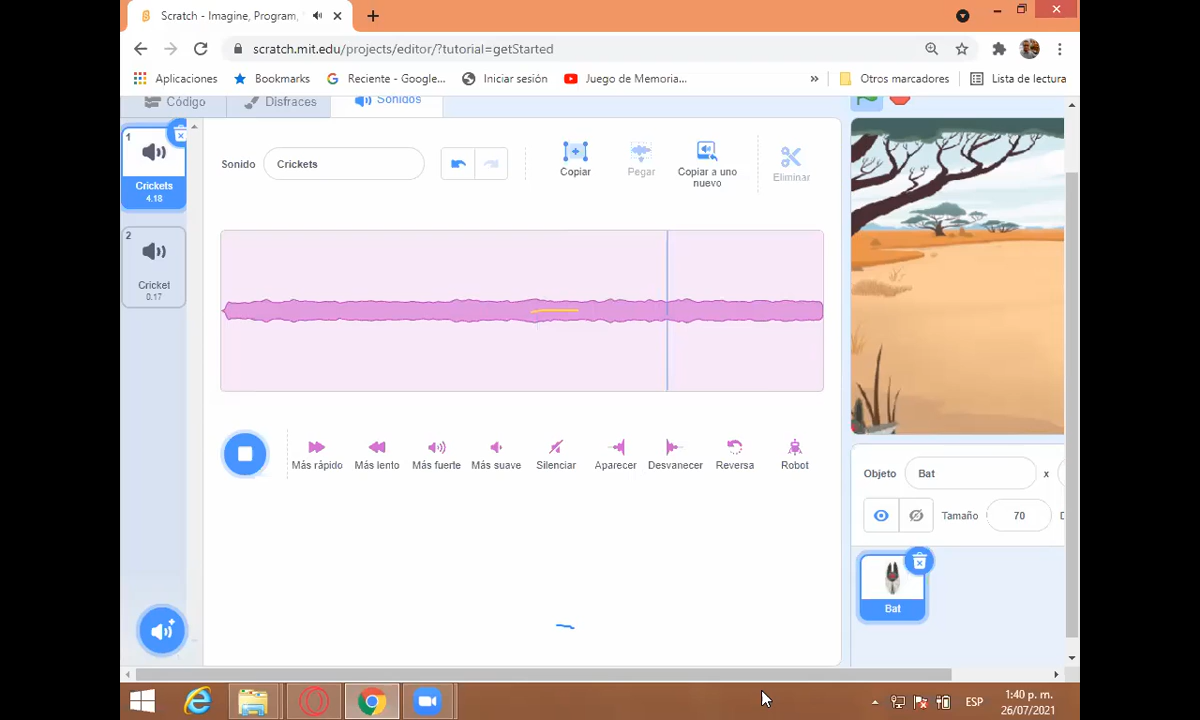 Scratch - Imagine, Program,
scratch.mit.edu/projects/editor/?tutorial=getStarted
Aplicaciones Bookmarks Reciente - Google... Iniciar sesión Juego de Memoria... » Otros marcadores Lista de lectura
Código Disfraces Sonidos
1
Crickets
4.18
2
Cricket
0.17
Sonido Crickets
Copiar Pegar Copiar a uno nuevo Eliminar
Más rápido Más lento Más fuerte Más suave Silenciar Aparecer Desvanecer Reversa Robot
Objeto Bat x
Tamaño 70
Bat
ESP
1:40 p. m.
26/07/2021